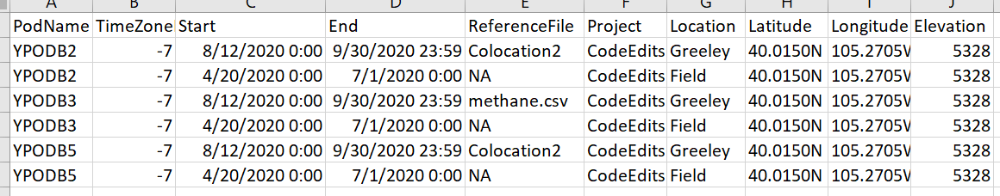 A B C D E F G H I J
PodName TimeZone Start End ReferenceFile Project Location Latitude Longitude Elevation
YPODB2 -7 8/12/2020 0:00 9/30/2020 23:59 Colocation2 CodeEdits Greeley 40.0150N 105.2705W 5328
YPODB2 -7 4/20/2020 0:00 7/1/2020 0:00 NA CodeEdits Field 40.0150N 105.2705W 5328
YPODB3 -7 8/12/2020 0:00 9/30/2020 23:59 methane.csv CodeEdits Greeley 40.0150N 105.2705W 5328
YPODB3 -7 4/20/2020 0:00 7/1/2020 0:00 NA CodeEdits Field 40.0150N 105.2705W 5328
YPODB5 -7 8/12/2020 0:00 9/30/2020 23:59 Colocation2 CodeEdits Greeley 40.0150N 105.2705W 5328
YPODB5 -7 4/20/2020 0:00 7/1/2020 0:00 NA CodeEdits Field 40.0150N 105.2705W 5328